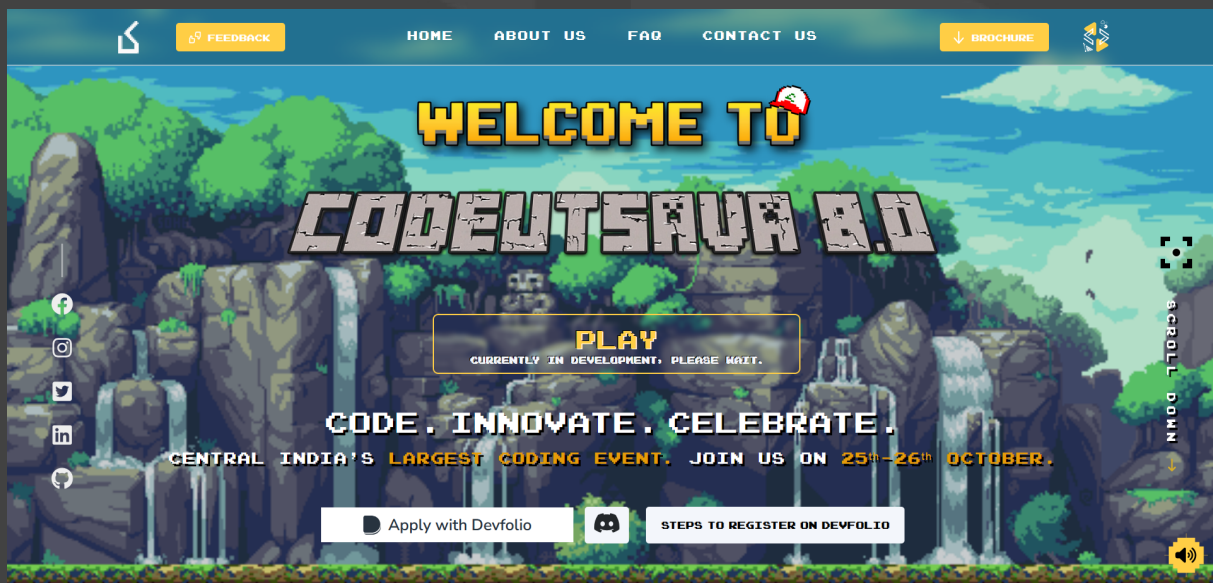 FEEDBACK
HOME
ABOUT US
FAQ
CONTACT US
BROCHURE
WELCOME TO
CODEUTSAVA 8.0
PLAY
CURRENTLY IN DEVELOPMENT, PLEASE WAIT.
SCROLL DOWN
CODE. INNOVATE. CELEBRATE.
CENTRAL INDIA'S LARGEST CODING EVENT. JOIN US ON 25th-26th OCTOBER.
Apply with Devfolio
STEPS TO REGISTER ON DEVFOLIO